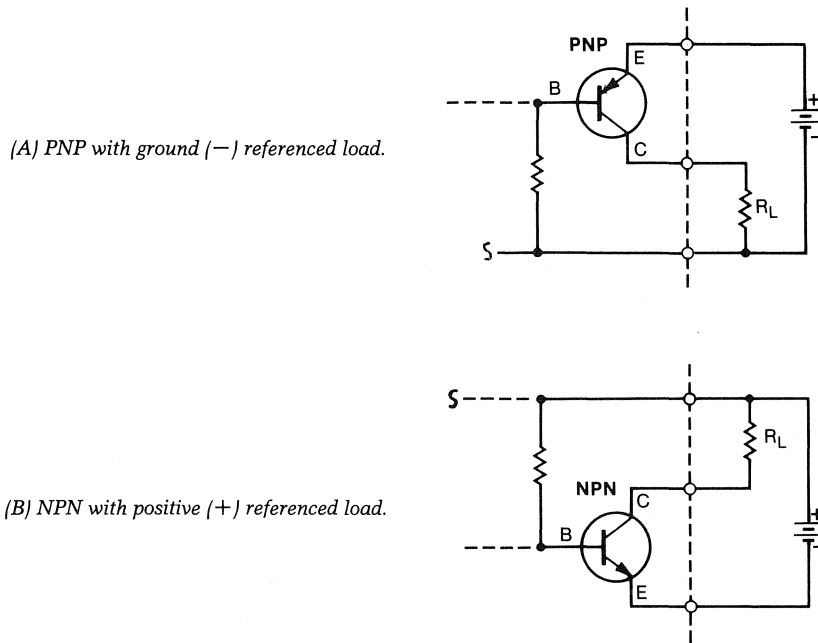 PNP
E
B
+
(A) PNP with ground (−) referenced load.
−
C
R_L
S
S
R_L
NPN
C
(B) NPN with positive (+) referenced load.
+
−
B
E